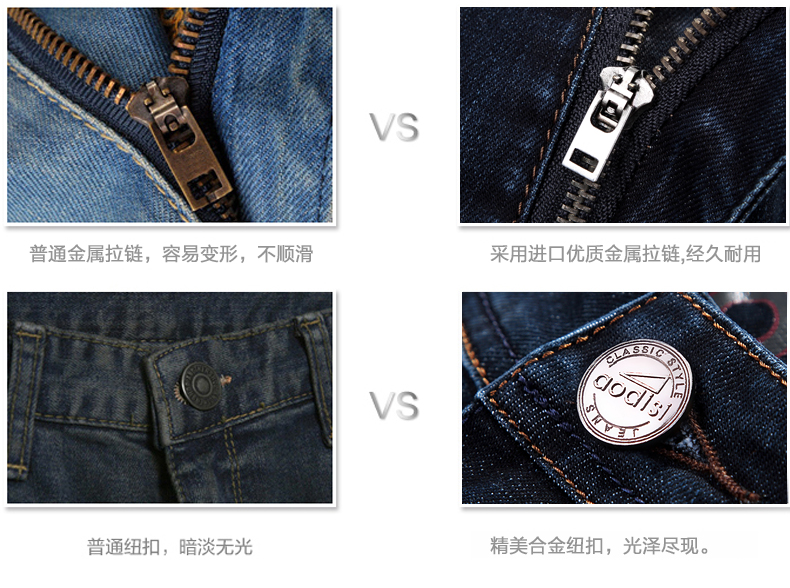 VS
普通金属拉链，容易变形，不顺滑
采用进口优质金属拉链,经久耐用
VS
CLASSIC STYLE
aodisi
JEANS
普通纽扣，暗淡无光
精美合金纽扣，光泽尽现。